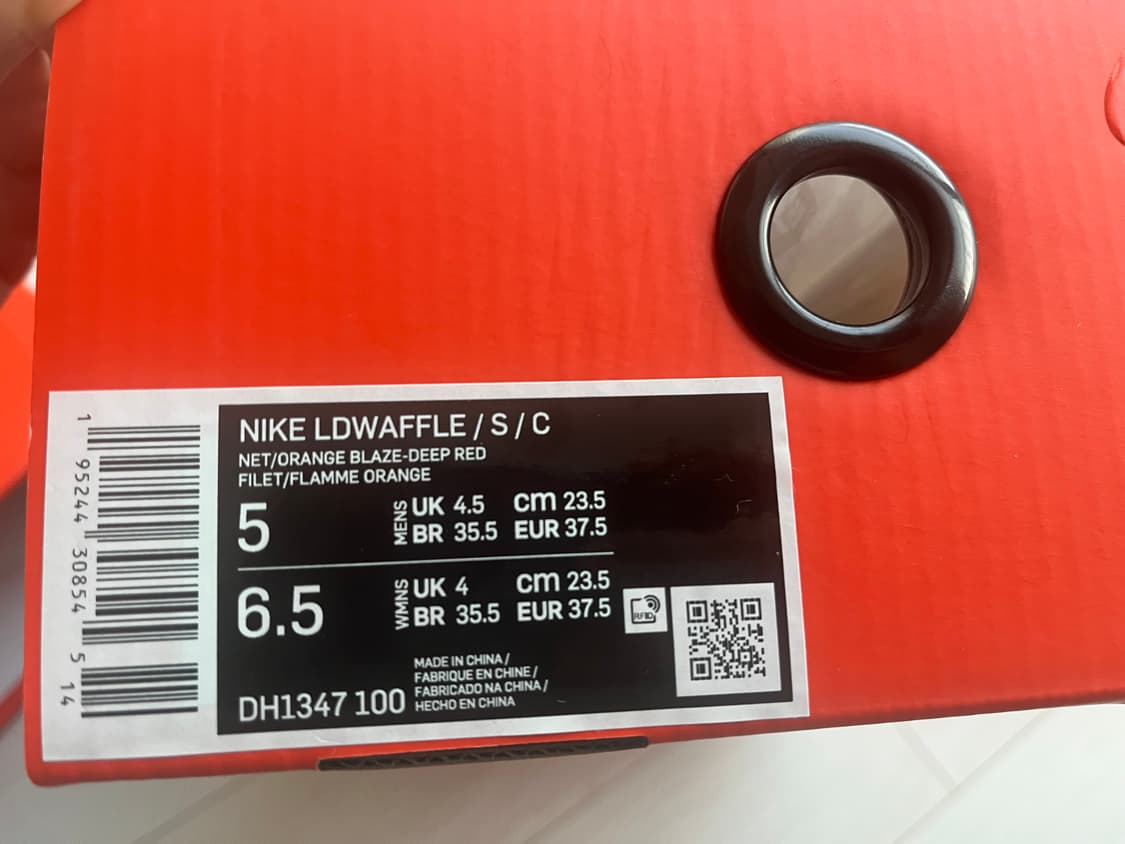 NIKE LDWAFFLE / S / C
NET/ORANGE BLAZE-DEEP RED
FILET/FLAMME ORANGE
5 MENS UK 4.5 cm 23.5
BR 35.5 EUR 37.5
6.5 WMNS UK 4 cm 23.5
BR 35.5 EUR 37.5
RFID
MADE IN CHINA /
FABRIQUE EN CHINE /
FABRICADO NA CHINA /
HECHO EN CHINA
DH1347 100
1 95244 30854 5 14